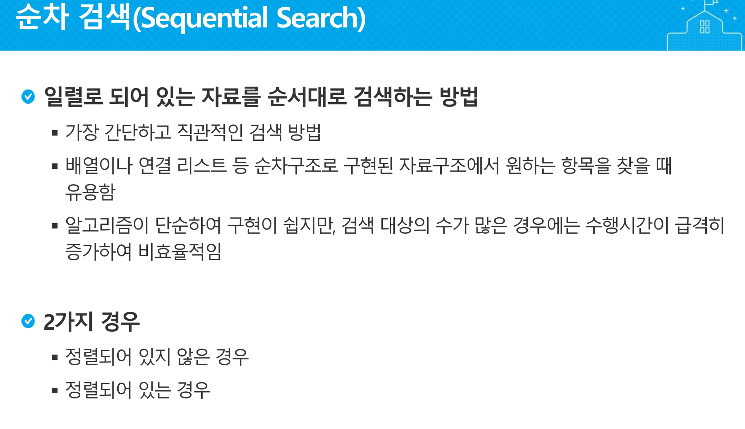 순차 검색(Sequential Search)
일렬로 되어 있는 자료를 순서대로 검색하는 방법
가장 간단하고 직관적인 검색 방법
배열이나 연결 리스트 등 순차구조로 구현된 자료구조에서 원하는 항목을 찾을 때
유용함
알고리즘이 단순하여 구현이 쉽지만, 검색 대상의 수가 많은 경우에는 수행시간이 급격히
증가하여 비효율적임
2가지 경우
정렬되어 있지 않은 경우
정렬되어 있는 경우